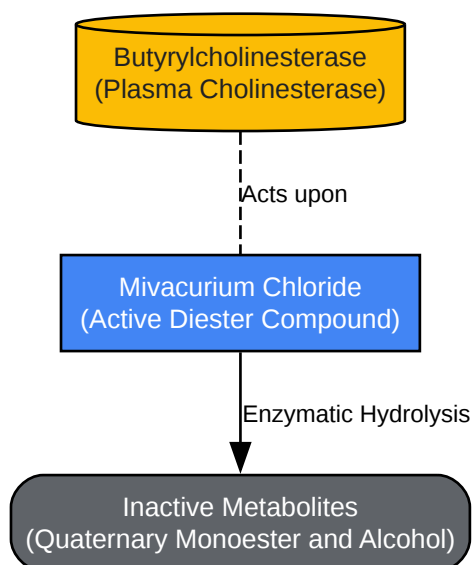 Butyrylcholinesterase
(Plasma Cholinesterase)
Acts upon
Mivacurium Chloride
(Active Diester Compound)
Enzymatic Hydrolysis
Inactive Metabolites
(Quaternary Monoester and Alcohol)